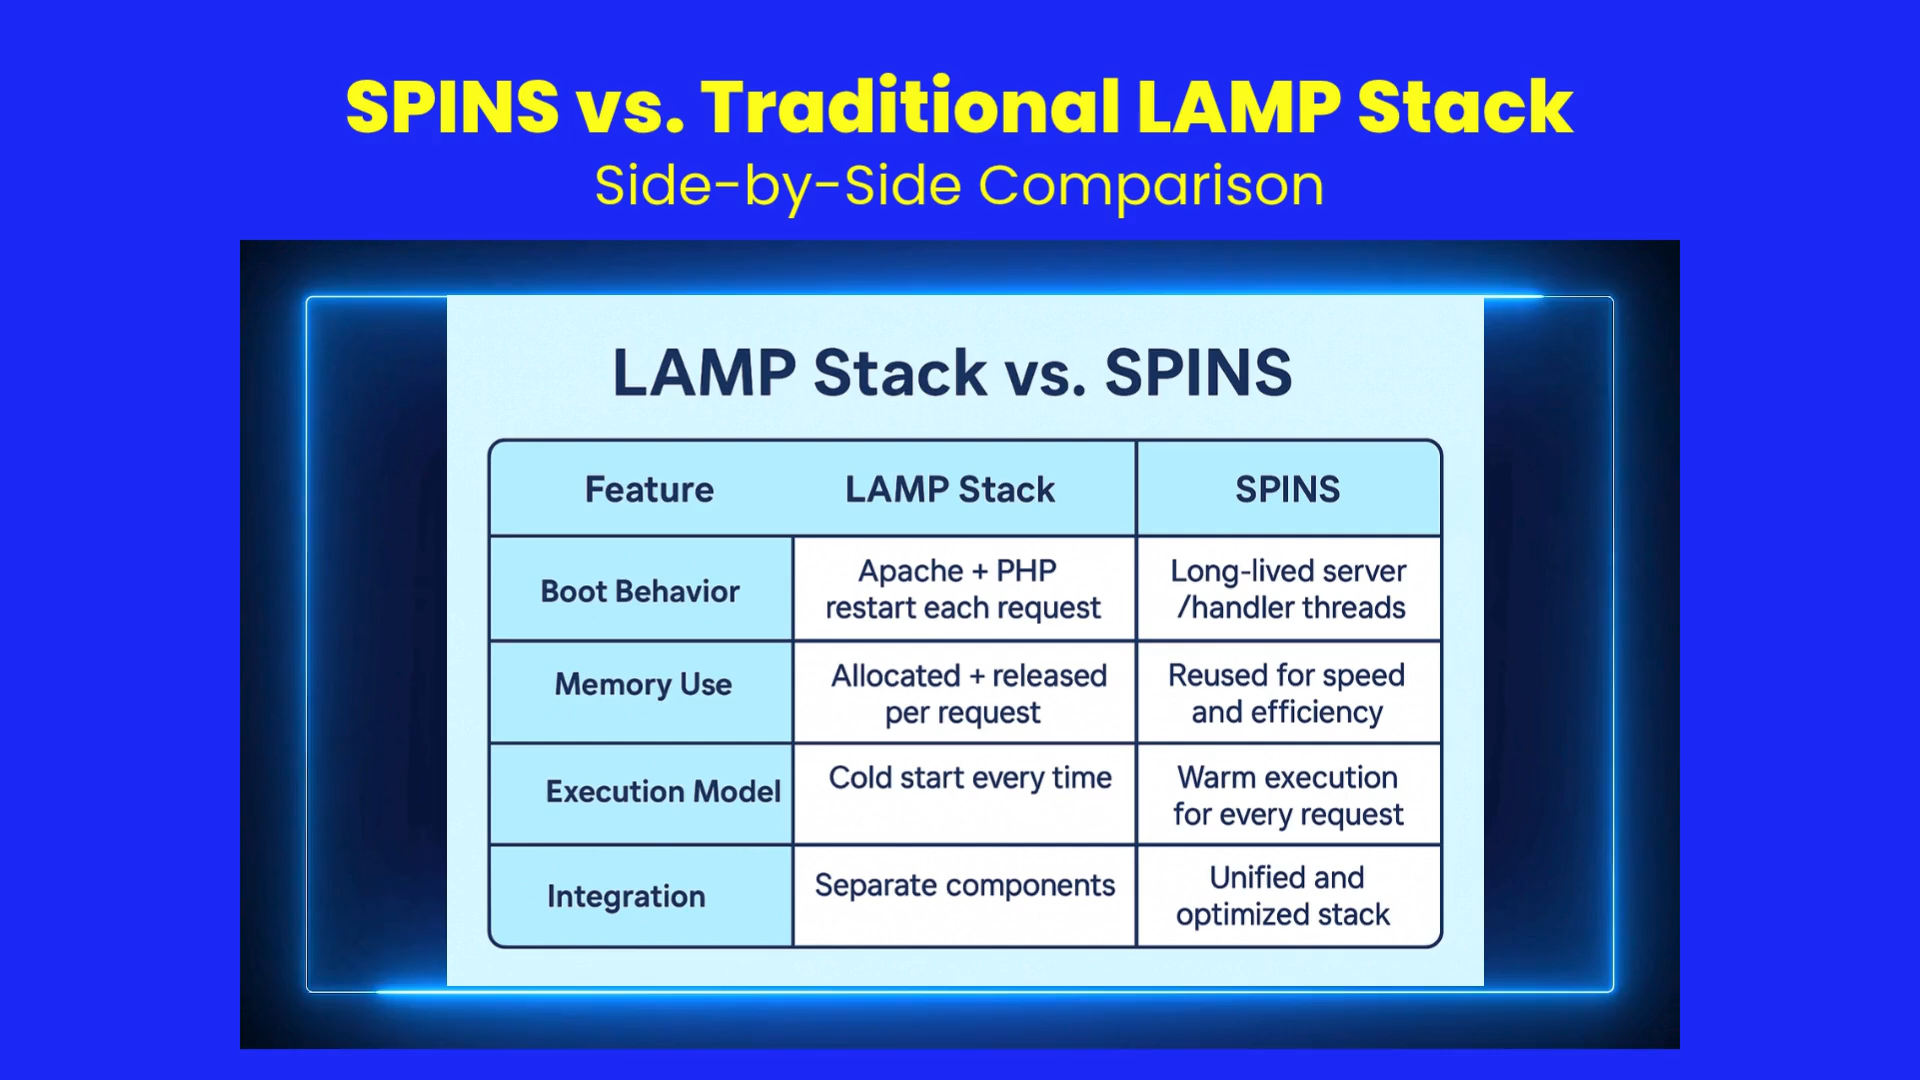 SPINS vs. Traditional LAMP Stack
Side-by-Side Comparison
LAMP Stack vs. SPINS
Feature LAMP Stack SPINS
Boot Behavior
Apache + PHP
restart each request
Long-lived server
/handler threads
Memory Use
Allocated + released
per request
Reused for speed
and efficiency
Execution Model
Cold start every time
Warm execution
for every request
Integration
Separate components
Unified and
optimized stack